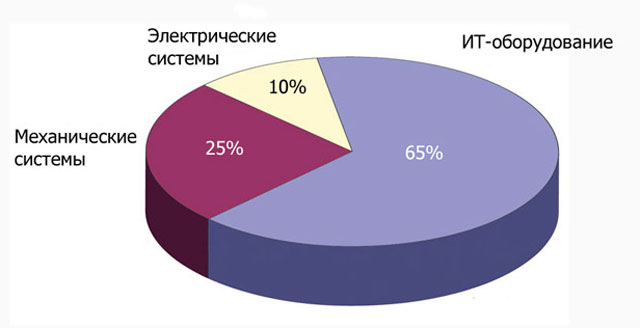 Электрические
системы
ИТ-оборудование
10%
Механические
системы
25%
65%